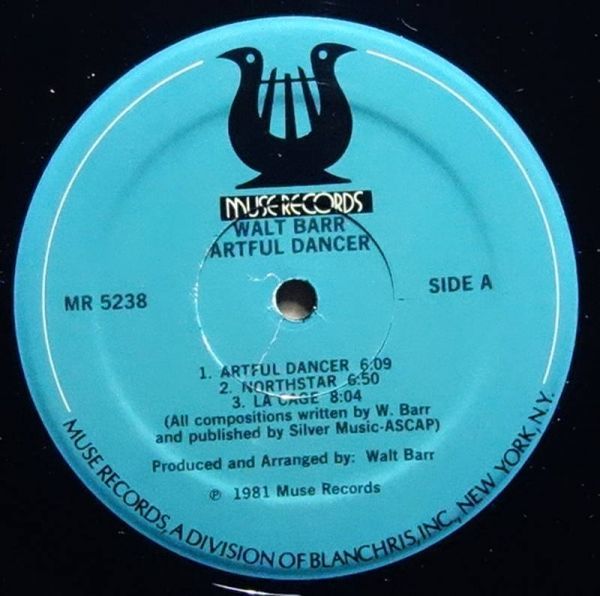 MUSE RECORDS
WALT BARR
ARTFUL DANCER
MR 5238
SIDE A
1. ARTFUL DANCER 6:09
2. NORTHSTAR 6:50
3. LA CAGE 8:04
(All compositions written by W. Barr
and published by Silver Music-ASCAP)
Produced and Arranged by: Walt Barr
℗ 1981 Muse Records
MUSE RECORDS, A DIVISION OF BLANCHRIS, INC., NEW YORK, N.Y.